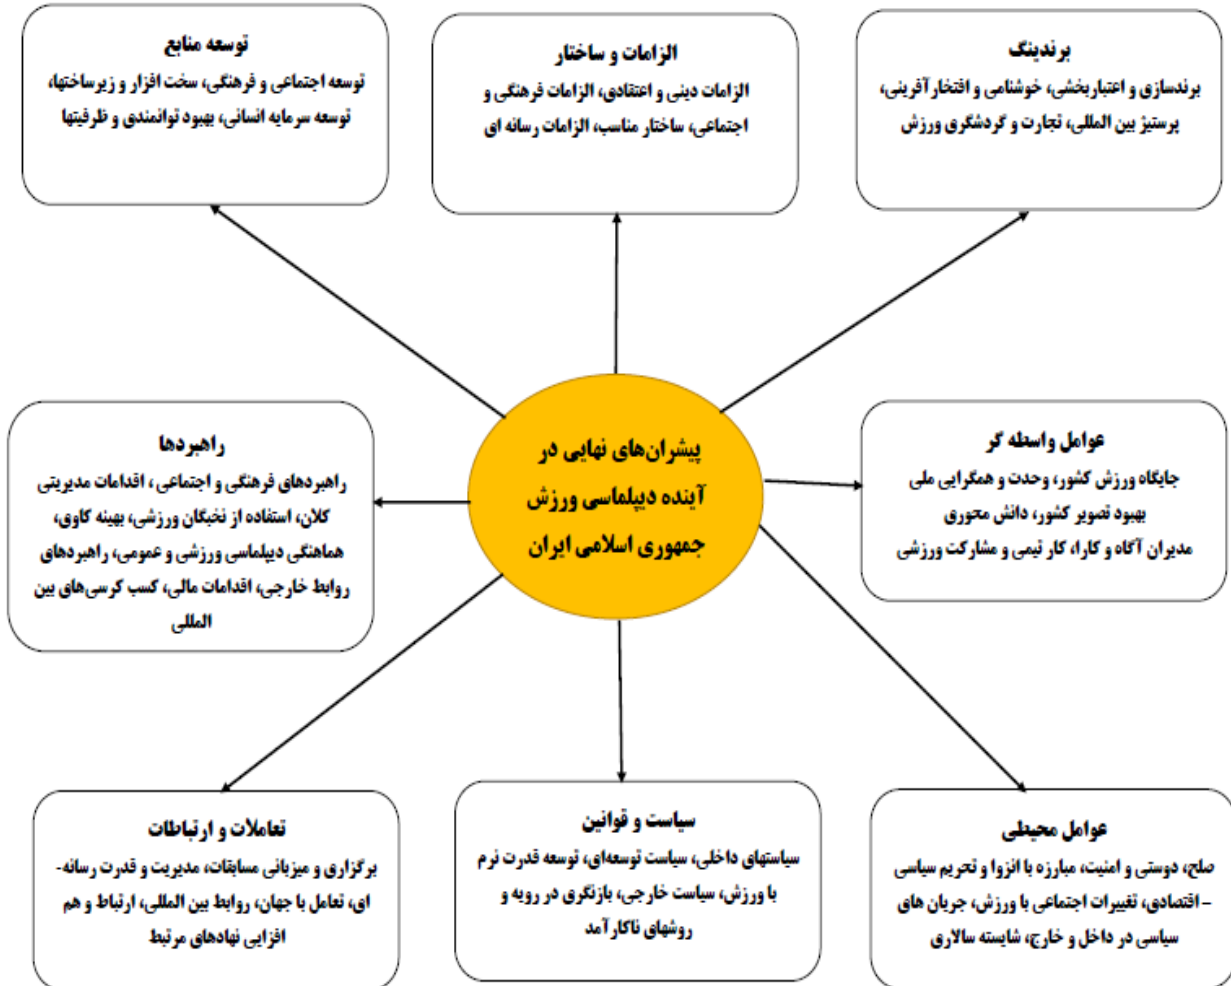 برندینگ
برندسازی و اعتباربخشی، خوشنامی و افتخارآفرینی،
پرستیژ بین المللی، تجارت و گردشگری ورزش
الزامات و ساختار
الزامات دینی و اعتقادی، الزامات فرهنگی و
اجتماعی، ساختار مناسب، الزامات رسانه ای
توسعه منابع
توسعه اجتماعی و فرهنگی، سخت افزار و زیرساختها،
توسعه سرمایه انسانی، بهبود توانمندی و ظرفیتها
عوامل واسطه گر
جایگاه ورزش کشور، وحدت و همگرایی ملی
بهبود تصویر کشور، دانش محوری
مدیران آگاه و کارا، کار تیمی و مشارکت ورزشی
پیشران‌های نهایی در
آینده دیپلماسی ورزش
جمهوری اسلامی ایران
راهبردها
راهبردهای فرهنگی و اجتماعی ، اقدامات مدیریتی
کلان، استفاده از نخبگان ورزشی، بهینه کاوی،
هماهنگی دیپلماسی ورزشی و عمومی، راهبردهای
روابط خارجی، اقدامات مالی، کسب کرسی‌های بین
المللی
عوامل محیطی
صلح، دوستی و امنیت، مبارزه با انزوا و تحریم سیاسی
– اقتصادی، تغییرات اجتماعی با ورزش، جریان های
سیاسی در داخل و خارج، شایسته سالاری
سیاست و قوانین
سیاستهای داخلی، سیاست توسعه‌ای، توسعه قدرت نرم
با ورزش، سیاست خارجی، بازنگری در رویه و
روشهای ناکارآمد
تعاملات و ارتباطات
برگزاری و میزبانی مسابقات، مدیریت و قدرت رسانه-
ای، تعامل با جهان، روابط بین المللی، ارتباط و هم
افزایی نهادهای مرتبط